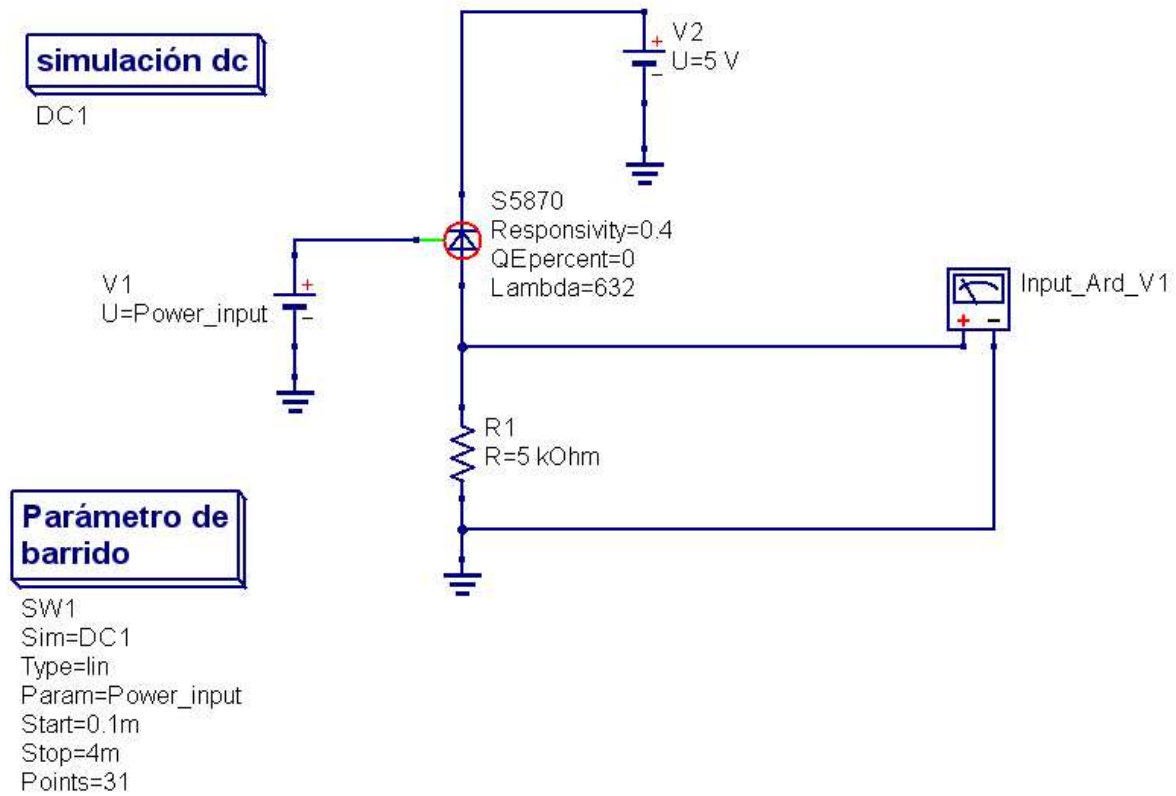 simulación dc
DC1
V2
U=5 V
+
−
S5870
Responsivity=0.4
QEpercent=0
Lambda=632
V1
U=Power_input
+
−
Input_Ard_V1
+ −
R1
R=5 kOhm
Parámetro de
barrido
SW1
Sim=DC1
Type=lin
Param=Power_input
Start=0.1m
Stop=4m
Points=31